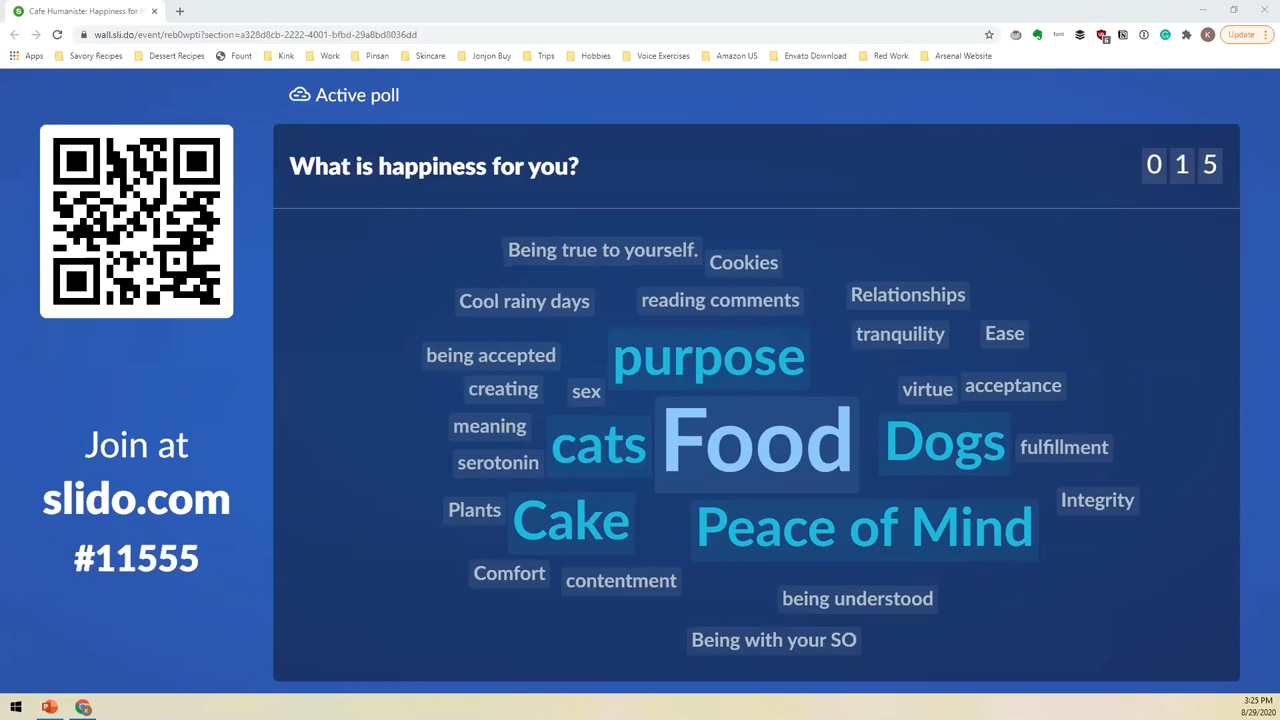 Cafe Humaniste: Happiness for H
wall.sli.do/event/reb0wpti?section=a328d8cb-2222-4001-bfbd-29a8bd8036dd
Update
Apps
Savory Recipes
Dessert Recipes
Fount
Kink
Work
Pinsan
Skincare
Jonjon Buy
Trips
Hobbies
Voice Exercises
Amazon US
Envato Download
Red Work
Arsenal Website
Active poll
What is happiness for you?
0 1 5
Being true to yourself.
Cookies
Cool rainy days
reading comments
Relationships
tranquility
Ease
being accepted
purpose
creating
sex
virtue
acceptance
meaning
cats
Food
Dogs
fulfillment
serotonin
Integrity
Plants
Cake
Peace of Mind
Comfort
contentment
being understood
Being with your SO
Join at
slido.com
#11555
3:25 PM
8/29/2020